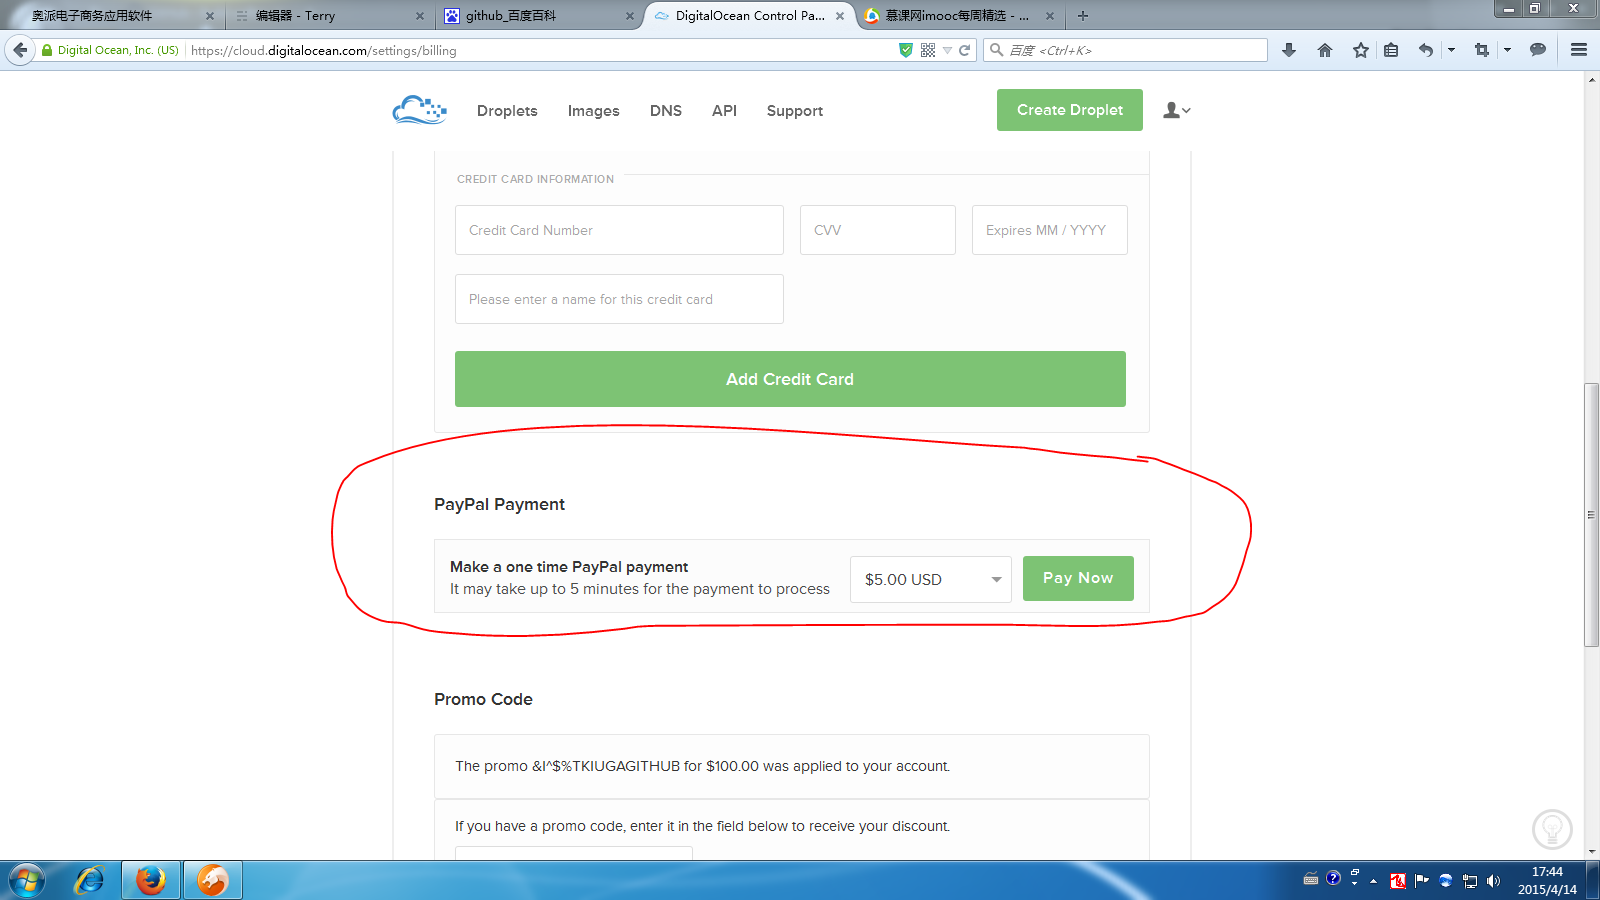 奥派电子商务应用软件
编辑器 - Terry
github_百度百科
DigitalOcean Control Pa...
慕课网imooc每周精选 - ...
Digital Ocean, Inc. (US)
https://cloud.digitalocean.com/settings/billing
百度 <Ctrl+K>
Droplets
Images
DNS
API
Support
Create Droplet
CREDIT CARD INFORMATION
Credit Card Number
CVV
Expires MM / YYYY
Please enter a name for this credit card
Add Credit Card
PayPal Payment
Make a one time PayPal payment
It may take up to 5 minutes for the payment to process
$5.00 USD
Pay Now
Promo Code
The promo &I^$%TKIUGAGITHUB for $100.00 was applied to your account.
If you have a promo code, enter it in the field below to receive your discount.
17:44
2015/4/14